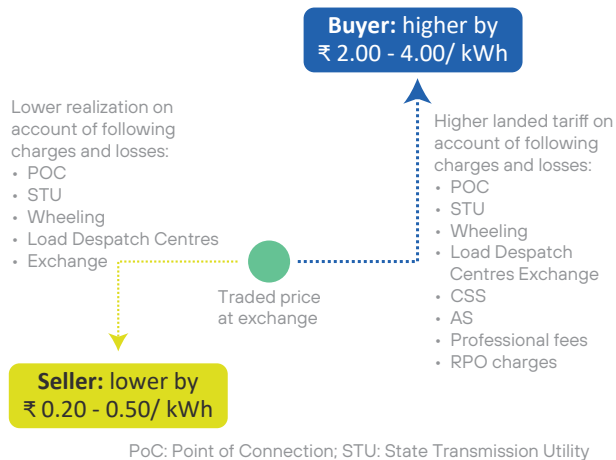 Buyer: higher by
₹ 2.00 - 4.00/ kWh
Lower realization on
account of following
charges and losses:
• POC
• STU
• Wheeling
• Load Despatch Centres
• Exchange
Higher landed tariff on
account of following
charges and losses:
• POC
• STU
• Wheeling
• Load Despatch
Centres Exchange
• CSS
• AS
• Professional fees
• RPO charges
Traded price
at exchange
Seller: lower by
₹ 0.20 - 0.50/ kWh
PoC: Point of Connection; STU: State Transmission Utility